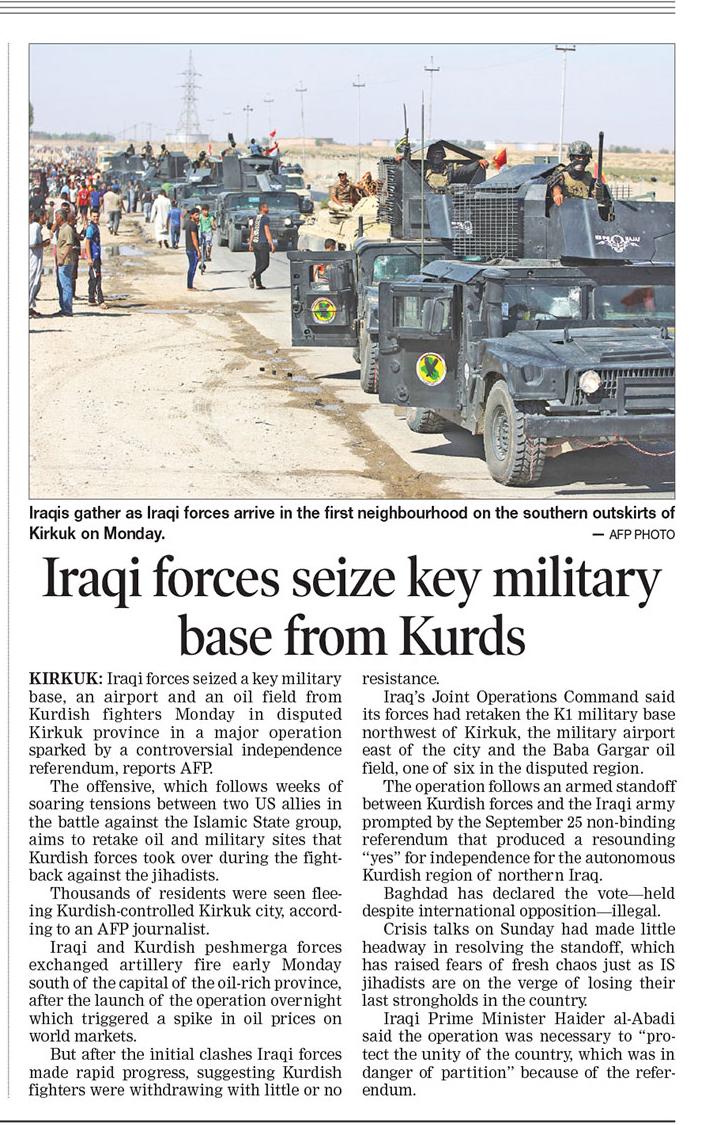 Iraqis gather as Iraqi forces arrive in the first neighbourhood on the southern outskirts of
Kirkuk on Monday.
— AFP PHOTO
Iraqi forces seize key military
base from Kurds
KIRKUK: Iraqi forces seized a key military
base, an airport and an oil field from
Kurdish fighters Monday in disputed
Kirkuk province in a major operation
sparked by a controversial independence
referendum, reports AFP.
The offensive, which follows weeks of
soaring tensions between two US allies in
the battle against the Islamic State group,
aims to retake oil and military sites that
Kurdish forces took over during the fight-
back against the jihadists.
Thousands of residents were seen flee-
ing Kurdish-controlled Kirkuk city, accord-
ing to an AFP journalist.
Iraqi and Kurdish peshmerga forces
exchanged artillery fire early Monday
south of the capital of the oil-rich province,
after the launch of the operation overnight
which triggered a spike in oil prices on
world markets.
But after the initial clashes Iraqi forces
made rapid progress, suggesting Kurdish
fighters were withdrawing with little or no
resistance.
Iraq's Joint Operations Command said
its forces had retaken the K1 military base
northwest of Kirkuk, the military airport
east of the city and the Baba Gargar oil
field, one of six in the disputed region.
The operation follows an armed standoff
between Kurdish forces and the Iraqi army
prompted by the September 25 non-binding
referendum that produced a resounding
“yes” for independence for the autonomous
Kurdish region of northern Iraq.
Baghdad has declared the vote—held
despite international opposition—illegal.
Crisis talks on Sunday had made little
headway in resolving the standoff, which
has raised fears of fresh chaos just as IS
jihadists are on the verge of losing their
last strongholds in the country.
Iraqi Prime Minister Haider al-Abadi
said the operation was necessary to “pro-
tect the unity of the country, which was in
danger of partition” because of the refer-
endum.